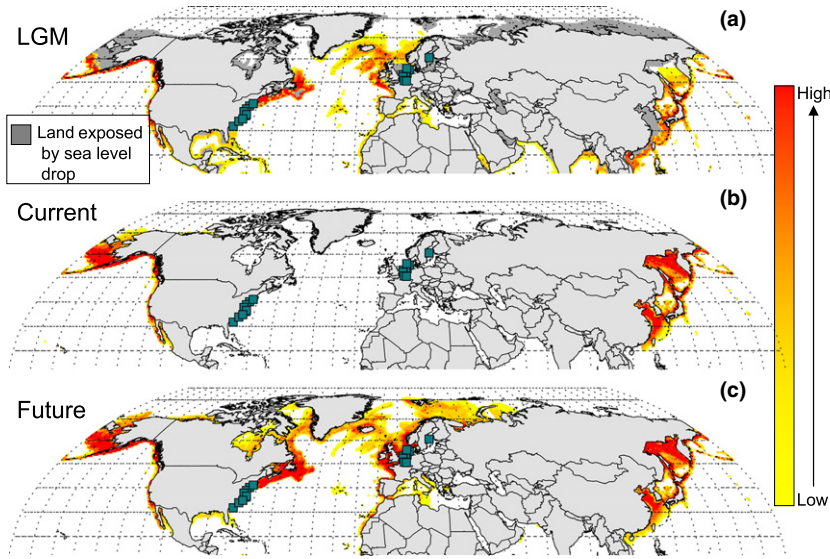 (a)
LGM
High
Land exposed
by sea level
drop
(b)
Current
(c)
Future
Low